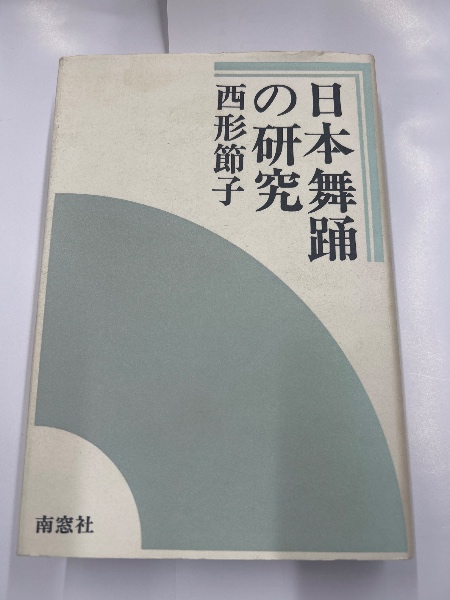 日本舞踊
の研究
西形節子
南窓社